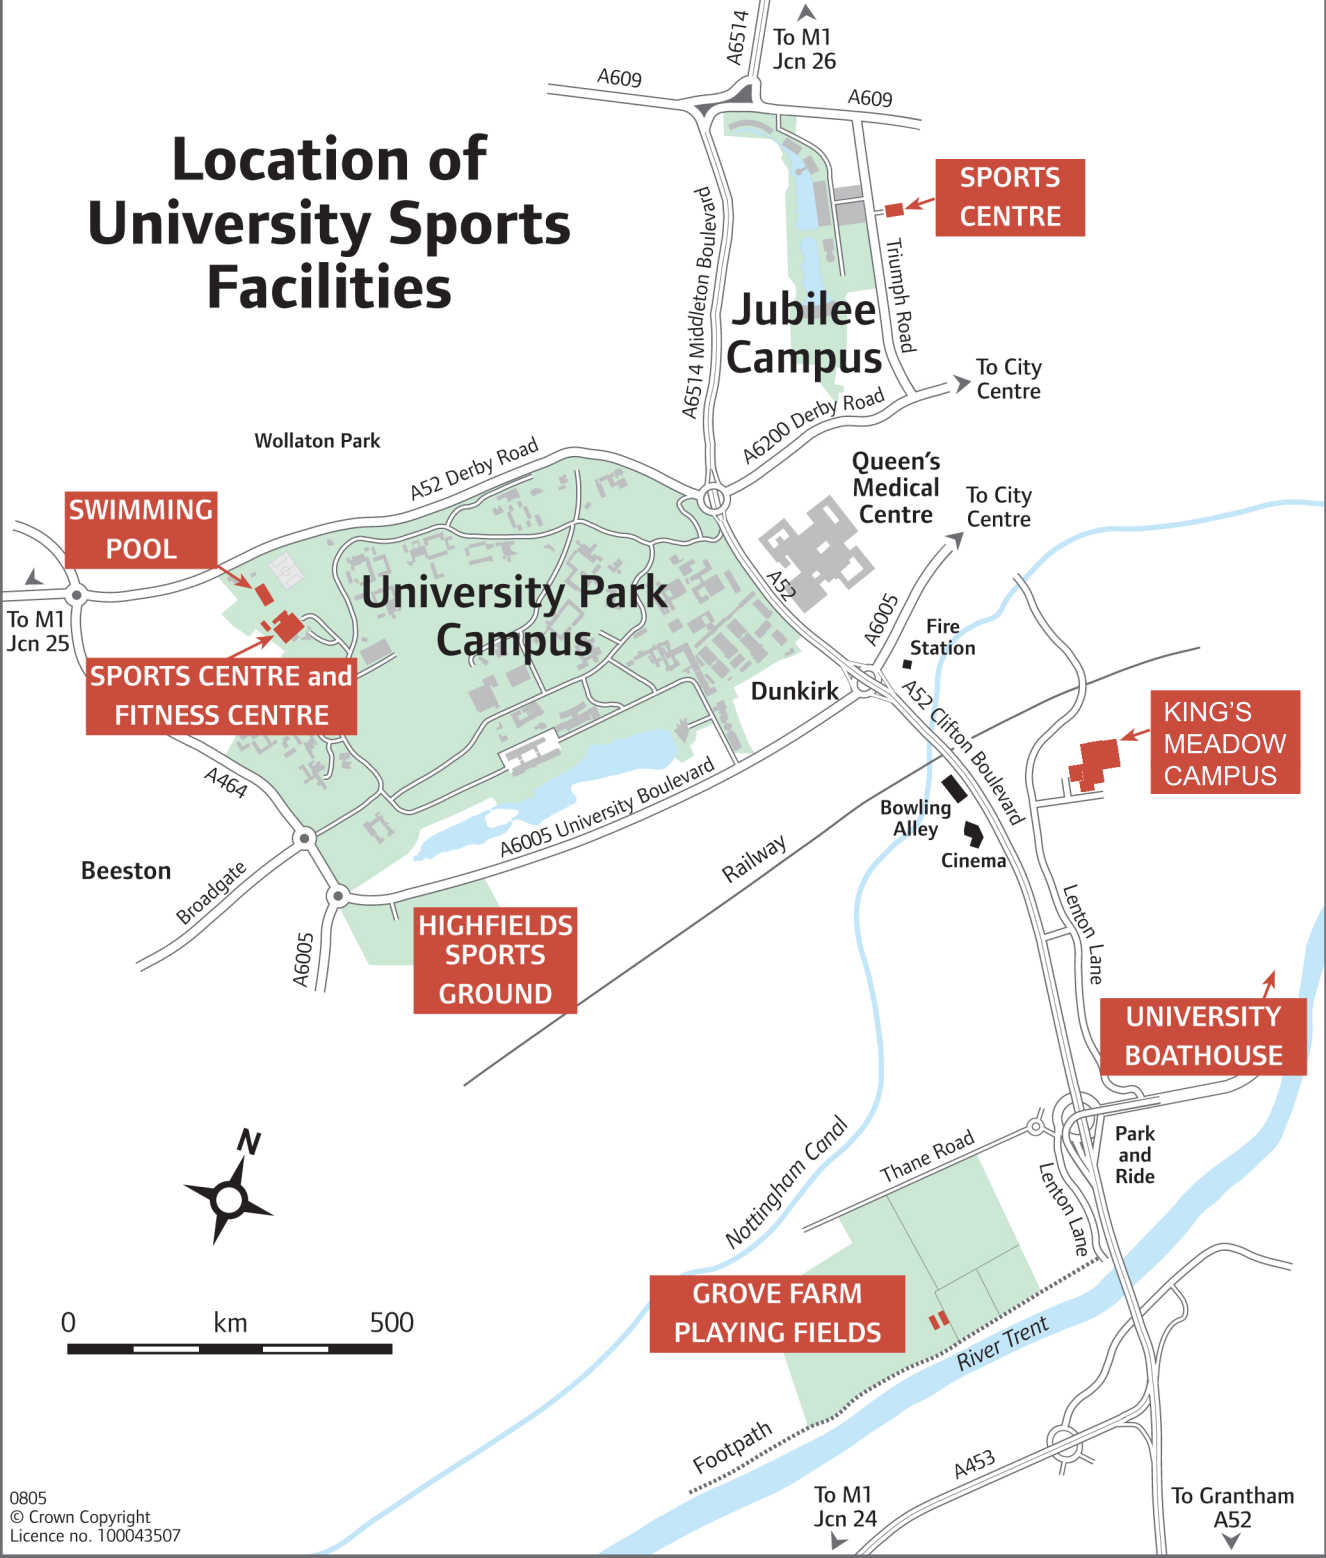 A6514
To M1
Jcn 26
A609
A609
Location of
University Sports
Facilities
SPORTS
CENTRE
A6514 Middleton Boulevard
Triumph Road
Jubilee
Campus
To City
Centre
A6200 Derby Road
Wollaton Park
A52 Derby Road
Queen's
Medical
Centre
To City
Centre
SWIMMING
POOL
University Park
Campus
A52
A6005
To M1
Jcn 25
Fire
Station
SPORTS CENTRE and
FITNESS CENTRE
Dunkirk
A52 Clifton Boulevard
KING'S
MEADOW
CAMPUS
A464
A6005 University Boulevard
Bowling
Alley
Cinema
Railway
Beeston
Broadgate
A6005
HIGHFIELDS
SPORTS
GROUND
Lenton Lane
UNIVERSITY
BOATHOUSE
N
Nottingham Canal
Thane Road
Park
and
Ride
Lenton Lane
GROVE FARM
PLAYING FIELDS
0 km 500
River Trent
Footpath
A453
To M1
Jcn 24
To Grantham
A52
0805
© Crown Copyright
Licence no. 100043507